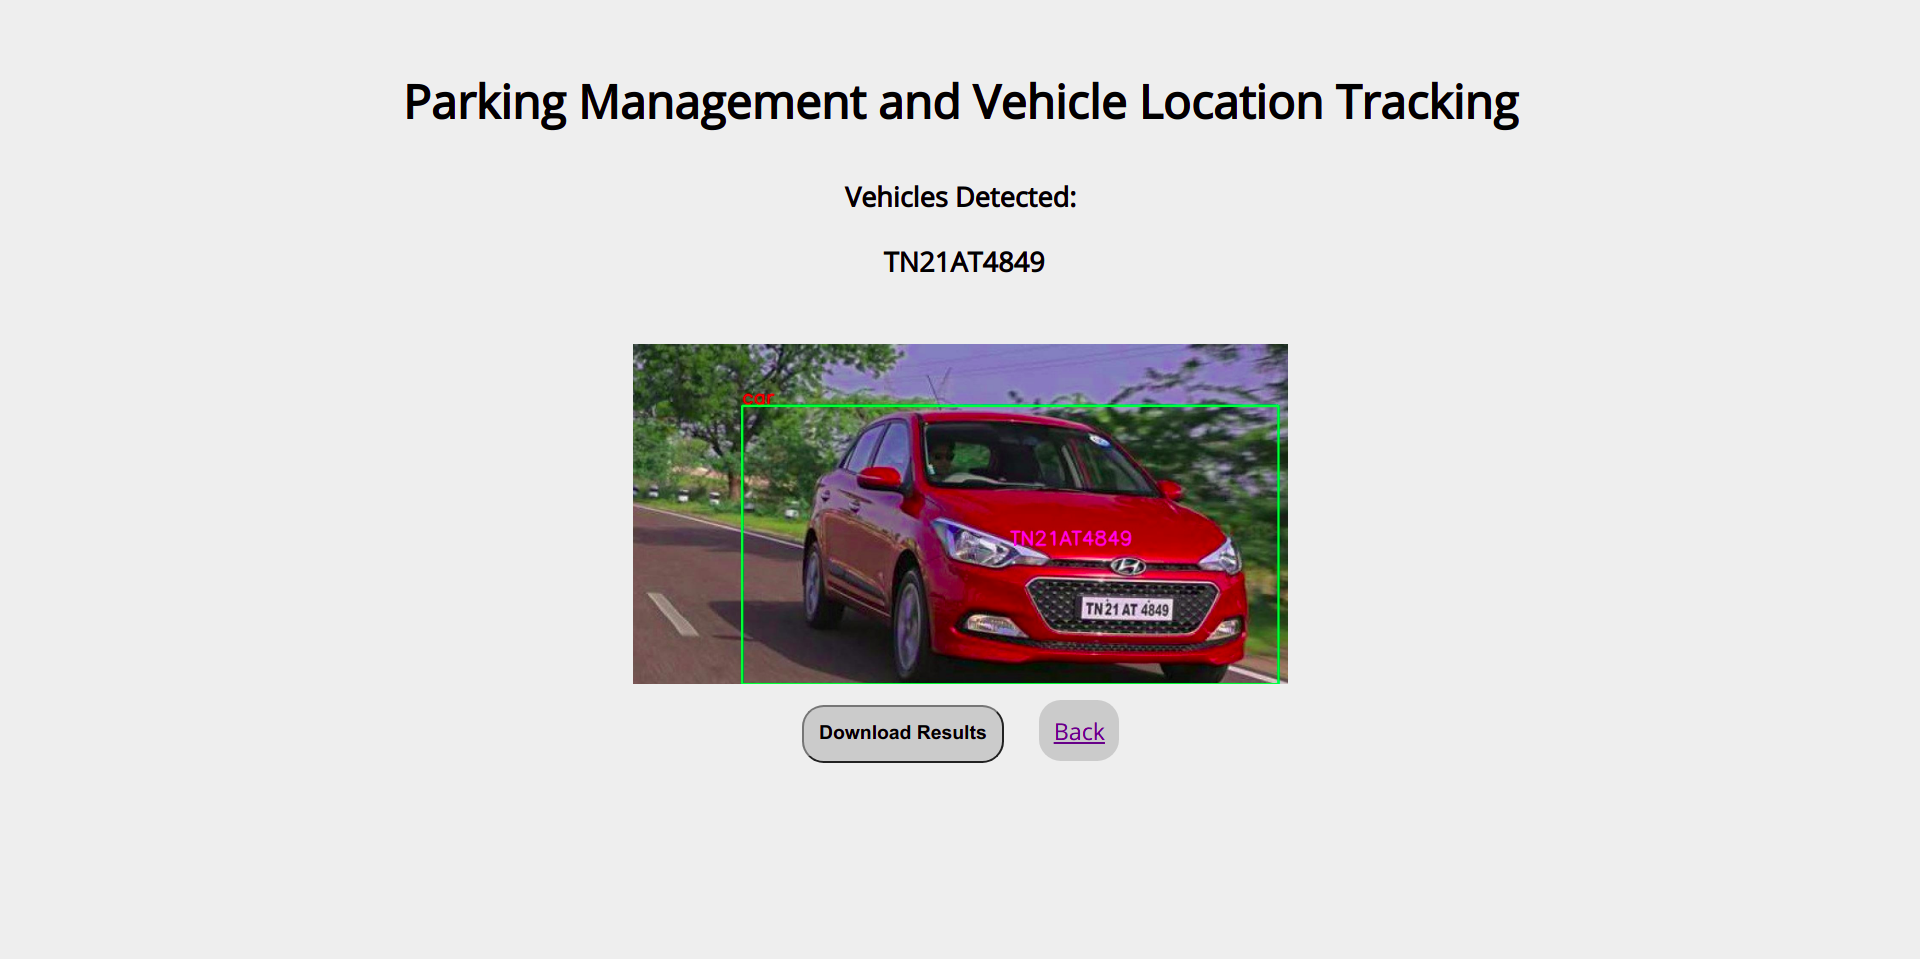 Parking Management and Vehicle Location Tracking
Vehicles Detected:
TN21AT4849
car
TN21AT4849
TN 21 AT 4849
Download Results
Back